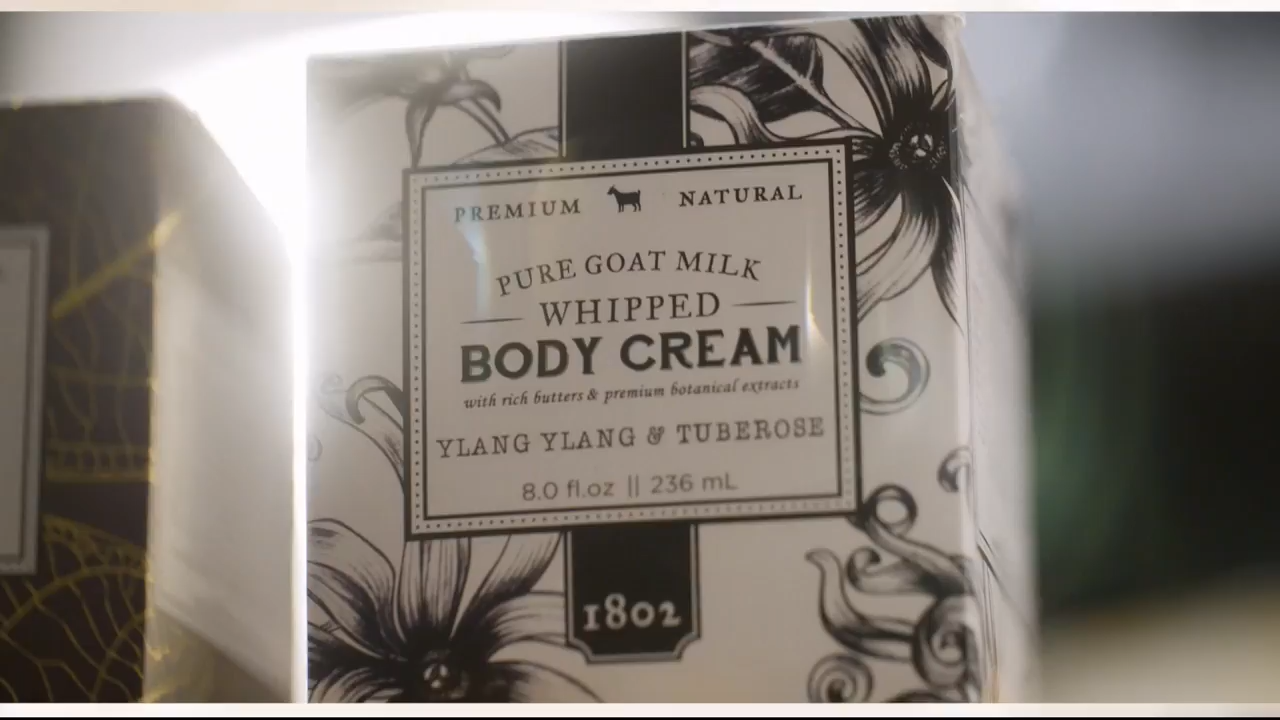 PREMIUM NATURAL
PURE GOAT MILK
WHIPPED
BODY CREAM
with rich butters & premium botanical extracts
YLANG YLANG & TUBEROSE
8.0 fl.oz || 236 mL
1802